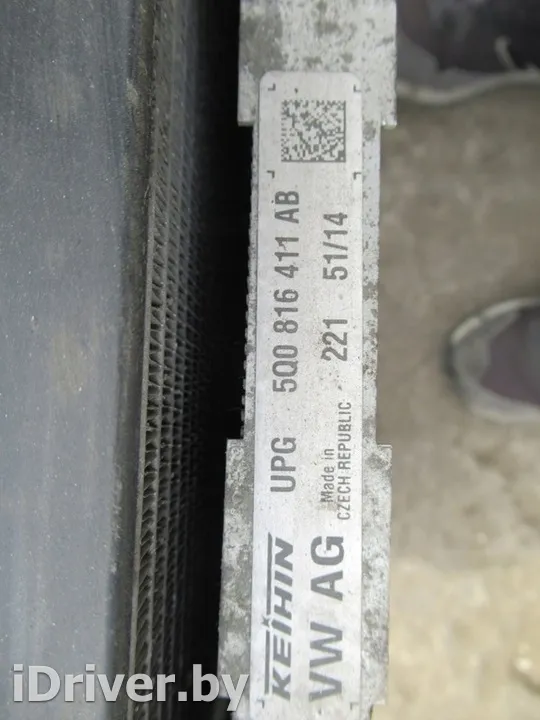 KEIHIN UPG 5Q0 816 411 AB
VW AG Made in CZECH REPUBLIC 221 51/14
iDriver.by